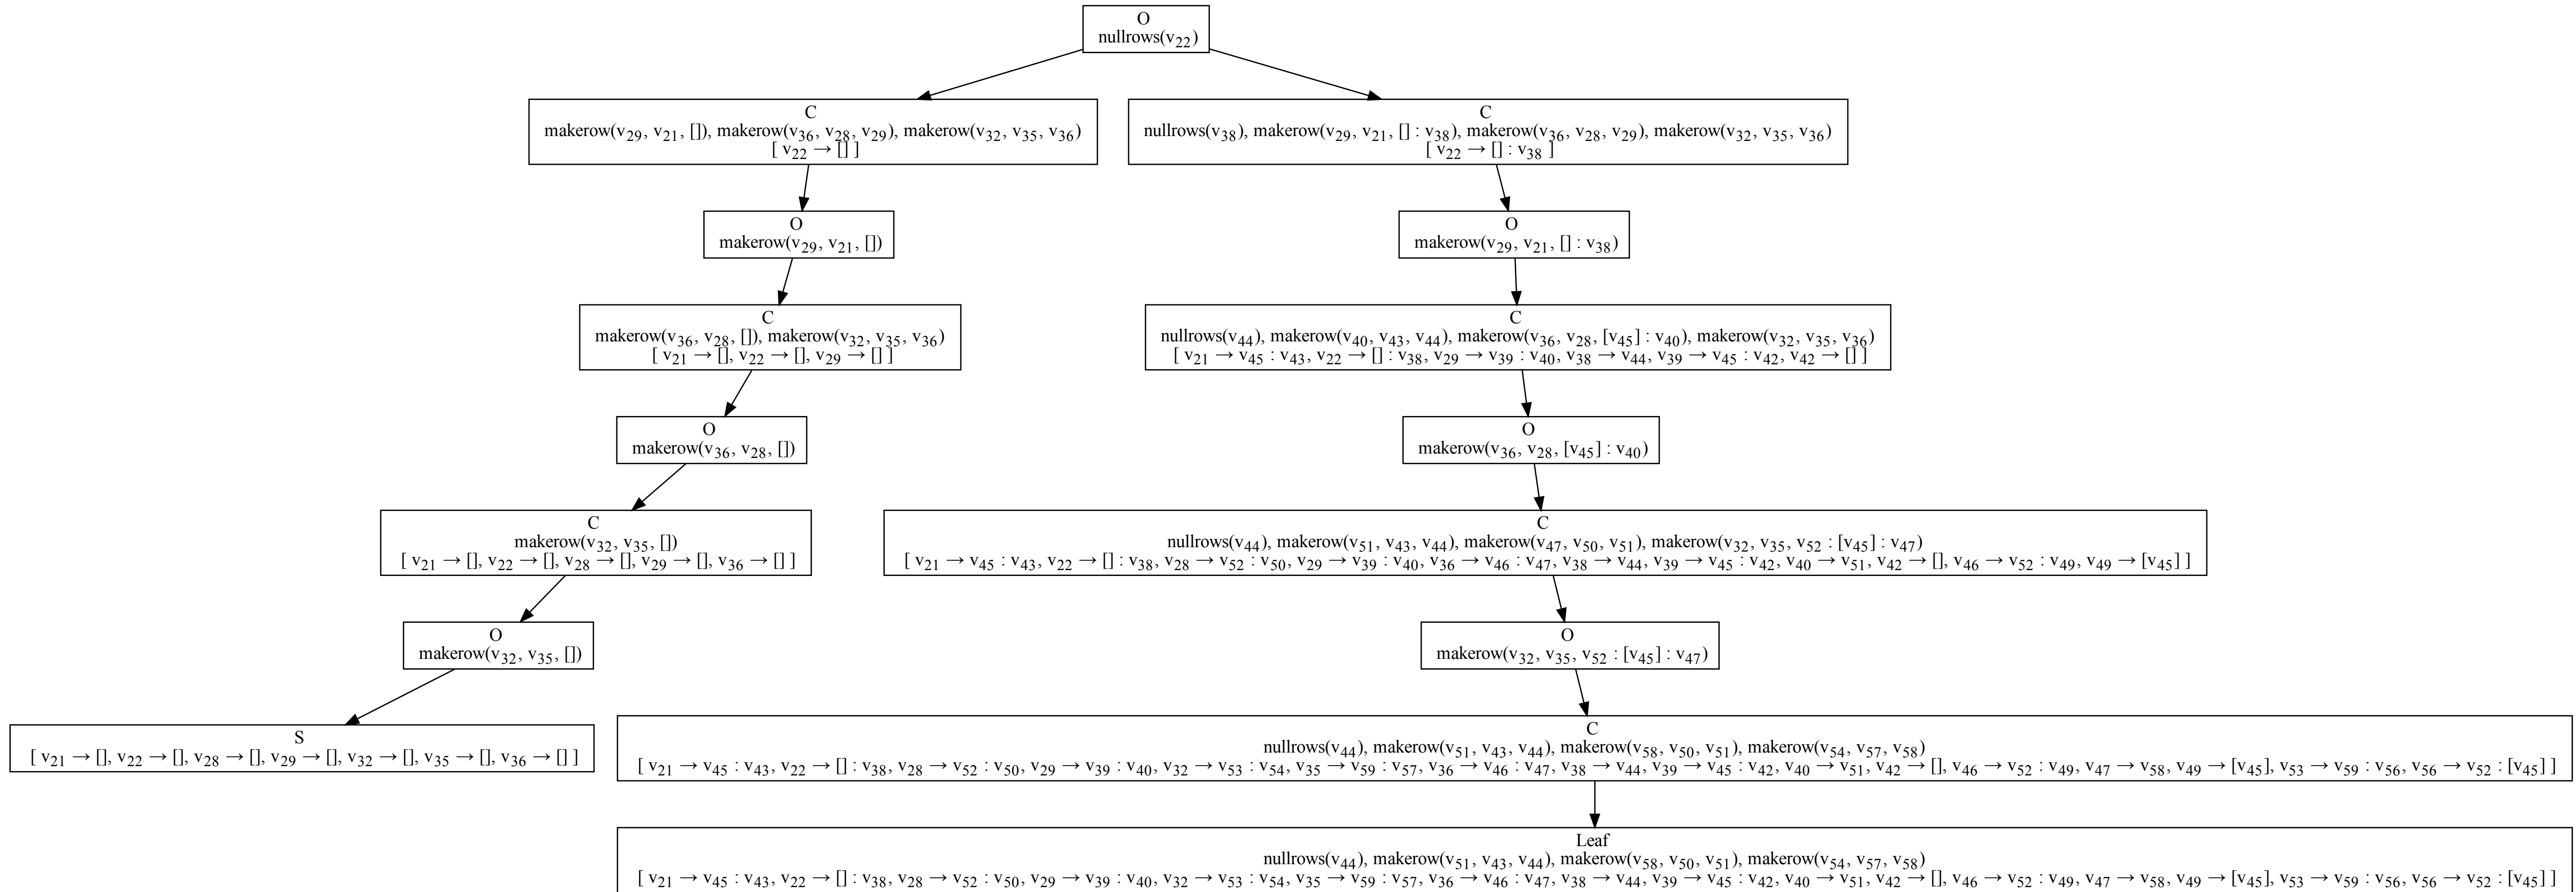 O
nullrows(v22)
C
makerow(v29, v21, []), makerow(v36, v28, v29), makerow(v32, v35, v36)
[ v22 → [] ]
C
nullrows(v38), makerow(v29, v21, [] : v38), makerow(v36, v28, v29), makerow(v32, v35, v36)
[ v22 → [] : v38 ]
O
makerow(v29, v21, [])
O
makerow(v29, v21, [] : v38)
C
makerow(v36, v28, []), makerow(v32, v35, v36)
[ v21 → [], v22 → [], v29 → [] ]
C
nullrows(v44), makerow(v40, v43, v44), makerow(v36, v28, [v45] : v40), makerow(v32, v35, v36)
[ v21 → v45 : v43, v22 → [] : v38, v29 → v39 : v40, v38 → v44, v39 → v45 : v42, v42 → [] ]
O
makerow(v36, v28, [])
O
makerow(v36, v28, [v45] : v40)
C
makerow(v32, v35, [])
[ v21 → [], v22 → [], v28 → [], v29 → [], v36 → [] ]
C
nullrows(v44), makerow(v51, v43, v44), makerow(v47, v50, v51), makerow(v32, v35, v52 : [v45] : v47)
[ v21 → v45 : v43, v22 → [] : v38, v28 → v52 : v50, v29 → v39 : v40, v36 → v46 : v47, v38 → v44, v39 → v45 : v42, v40 → v51, v42 → [], v46 → v52 : v49, v49 → [v45] ]
O
makerow(v32, v35, [])
O
makerow(v32, v35, v52 : [v45] : v47)
S
[ v21 → [], v22 → [], v28 → [], v29 → [], v32 → [], v35 → [], v36 → [] ]
C
nullrows(v44), makerow(v51, v43, v44), makerow(v58, v50, v51), makerow(v54, v57, v58)
[ v21 → v45 : v43, v22 → [] : v38, v28 → v52 : v50, v29 → v39 : v40, v32 → v53 : v54, v35 → v59 : v57, v36 → v46 : v47, v38 → v44, v39 → v45 : v42, v40 → v51, v42 → [], v46 → v52 : v49, v47 → v58, v49 → [v45], v53 → v59 : v56, v56 → v52 : [v45] ]
Leaf
nullrows(v44), makerow(v51, v43, v44), makerow(v58, v50, v51), makerow(v54, v57, v58)
[ v21 → v45 : v43, v22 → [] : v38, v28 → v52 : v50, v29 → v39 : v40, v32 → v53 : v54, v35 → v59 : v57, v36 → v46 : v47, v38 → v44, v39 → v45 : v42, v40 → v51, v42 → [], v46 → v52 : v49, v47 → v58, v49 → [v45], v53 → v59 : v56, v56 → v52 : [v45] ]